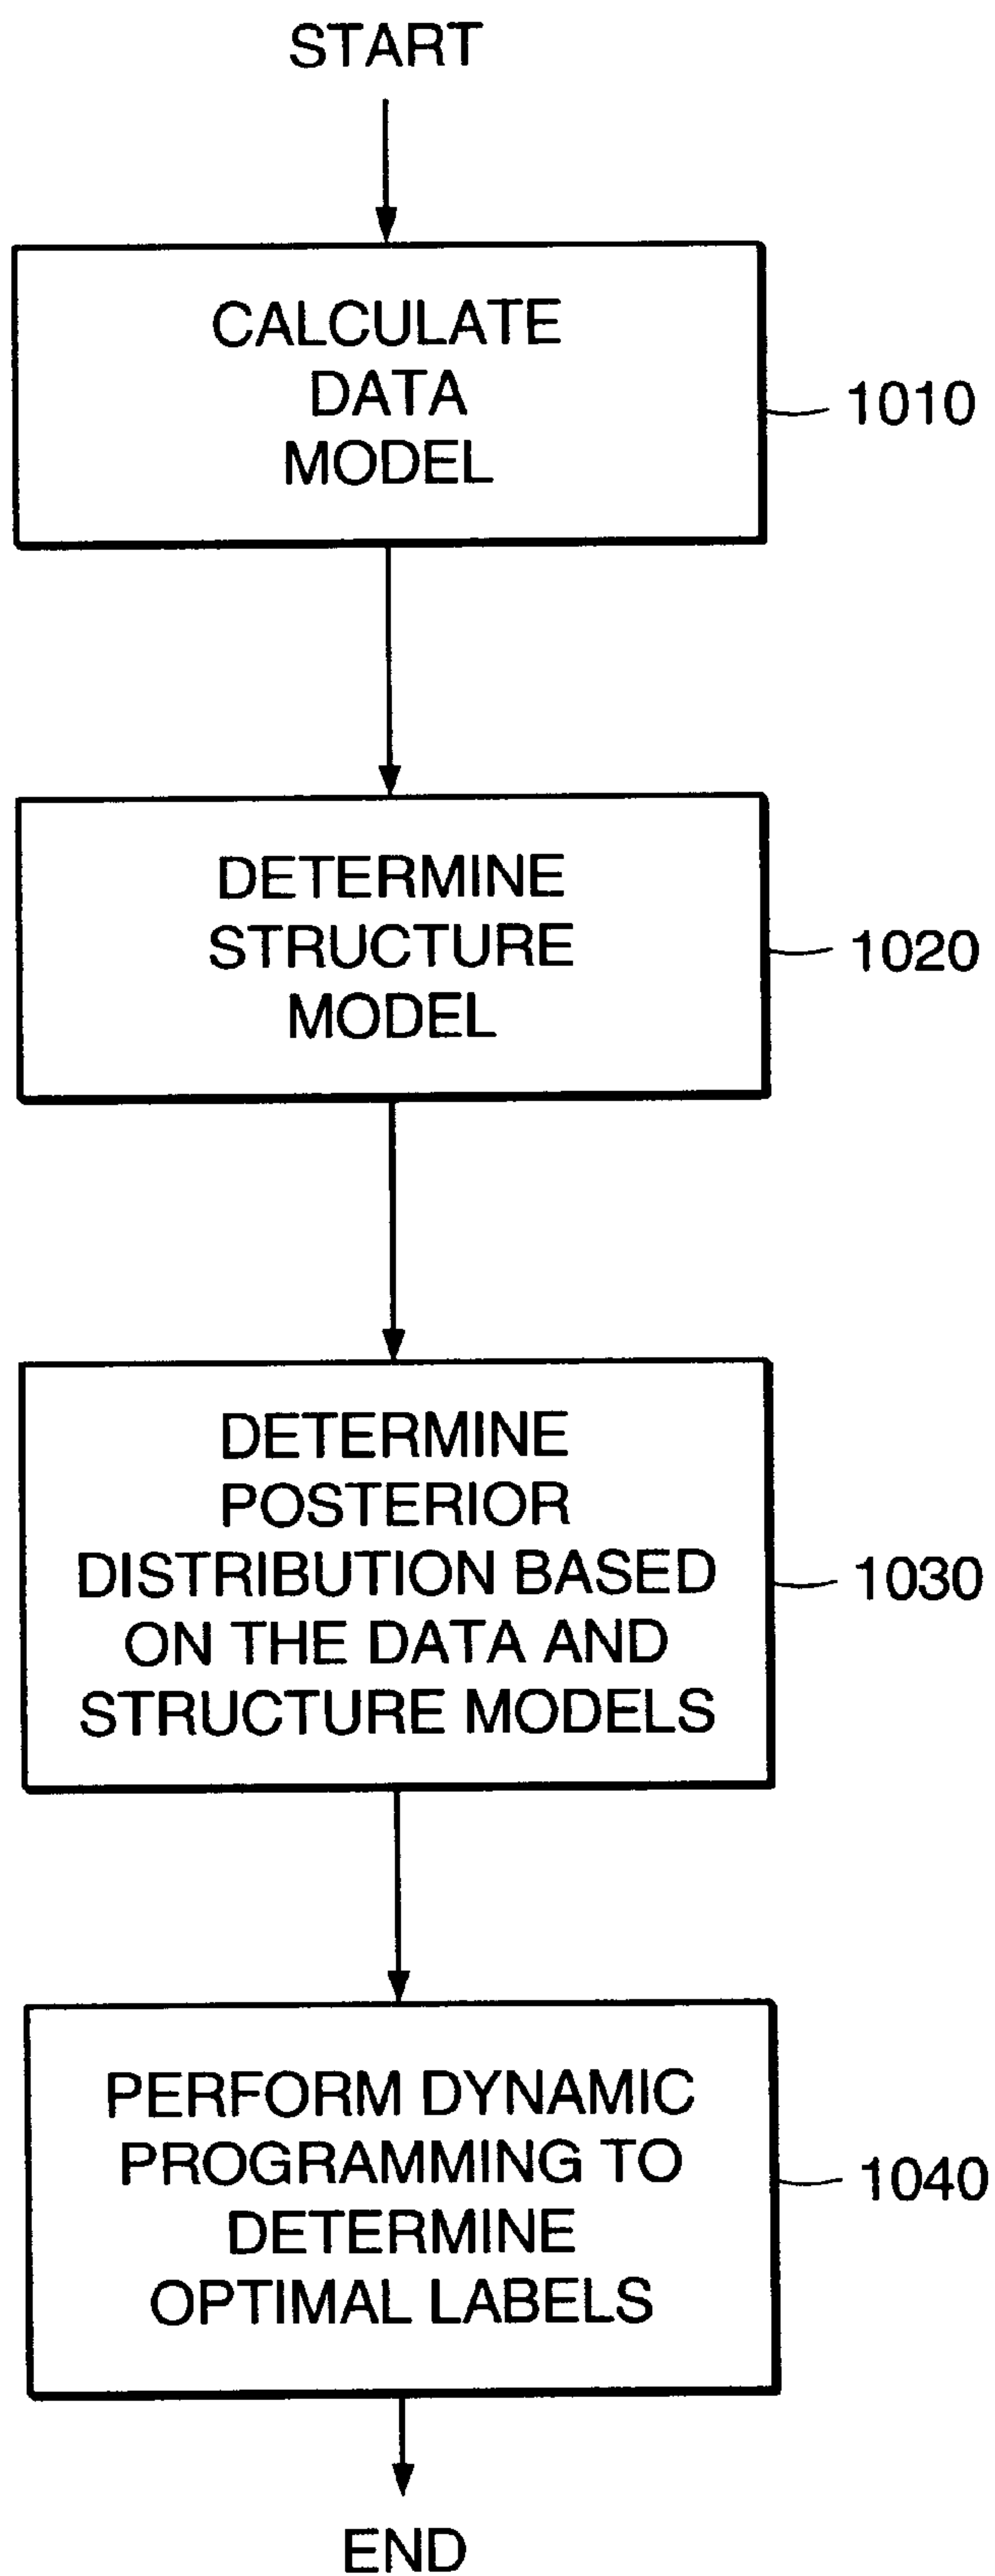 START
CALCULATE
DATA
MODEL
1010
DETERMINE
STRUCTURE
MODEL
1020
DETERMINE
POSTERIOR
DISTRIBUTION BASED
ON THE DATA AND
STRUCTURE MODELS
1030
PERFORM DYNAMIC
PROGRAMMING TO
DETERMINE
OPTIMAL LABELS
1040
END